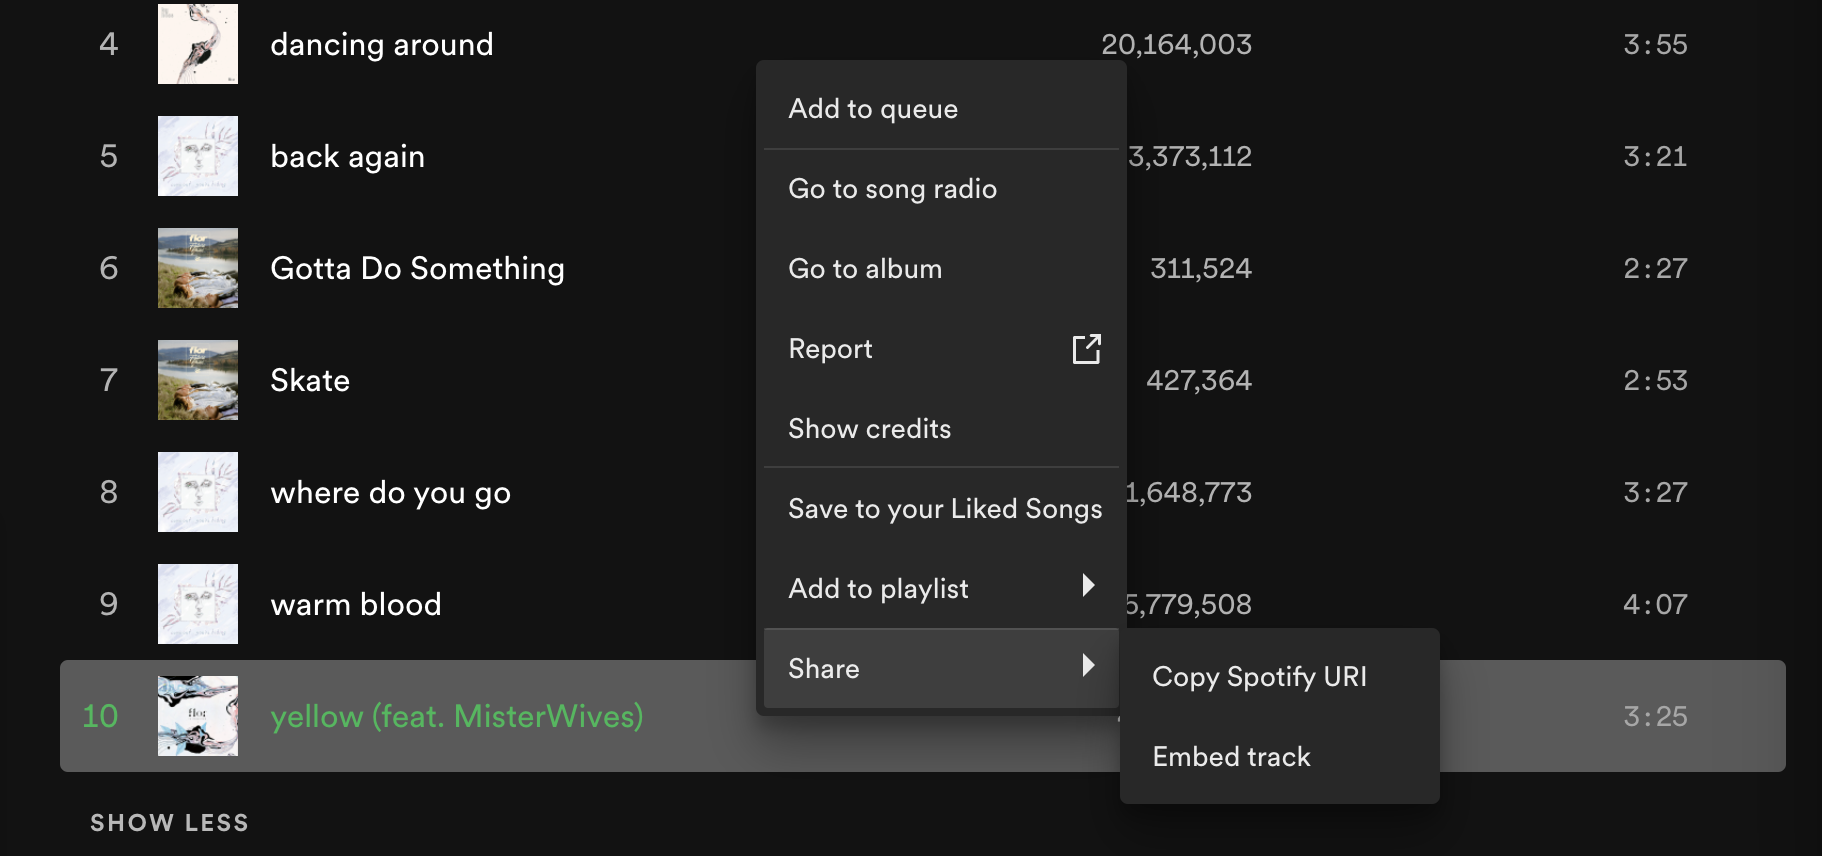 4 dancing around 20,164,003 3:55
Add to queue
5 back again 3,373,112 3:21
Go to song radio
6 Gotta Do Something Go to album 311,524 2:27
Report
7 Skate 427,364 2:53
Show credits
8 where do you go 1,648,773 3:27
Save to your Liked Songs
Add to playlist
9 warm blood 5,779,508 4:07
Share
Copy Spotify URI
10 flor yellow (feat. MisterWives) 3:25
Embed track
SHOW LESS